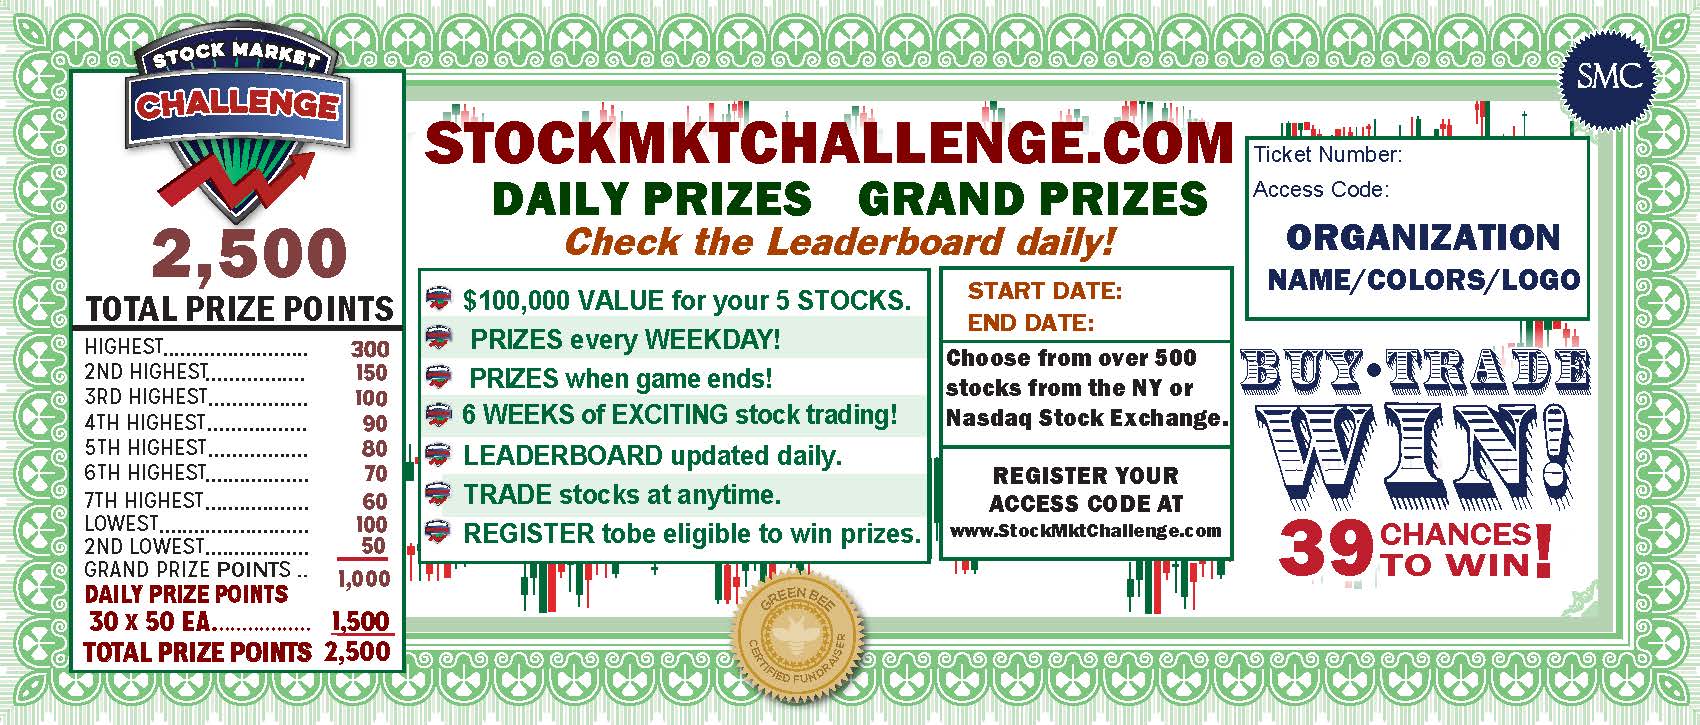 STOCK MARKET
CHALLENGE
2,500
TOTAL PRIZE POINTS
HIGHEST.......................... 300
2ND HIGHEST.................. 150
3RD HIGHEST.................. 100
4TH HIGHEST.................. 90
5TH HIGHEST.................. 80
6TH HIGHEST................... 70
7TH HIGHEST................... 60
LOWEST........................... 100
2ND LOWEST................... 50
GRAND PRIZE POINTS .. 1,000
DAILY PRIZE POINTS
30 X 50 EA................. 1,500
TOTAL PRIZE POINTS 2,500
STOCKMKTCHALLENGE.COM
DAILY PRIZES GRAND PRIZES
Check the Leaderboard daily!
$100,000 VALUE for your 5 STOCKS.
PRIZES every WEEKDAY!
PRIZES when game ends!
6 WEEKS of EXCITING stock trading!
LEADERBOARD updated daily.
TRADE stocks at anytime.
REGISTER tobe eligible to win prizes.
START DATE:
END DATE:
Choose from over 500
stocks from the NY or
Nasdaq Stock Exchange.
REGISTER YOUR
ACCESS CODE AT
www.StockMktChallenge.com
GREEN BEE
CERTIFIED FUNDRAISER
SMC
Ticket Number:
Access Code:
ORGANIZATION
NAME/COLORS/LOGO
BUY•TRADE
WIN!
39 CHANCES
TO WIN!